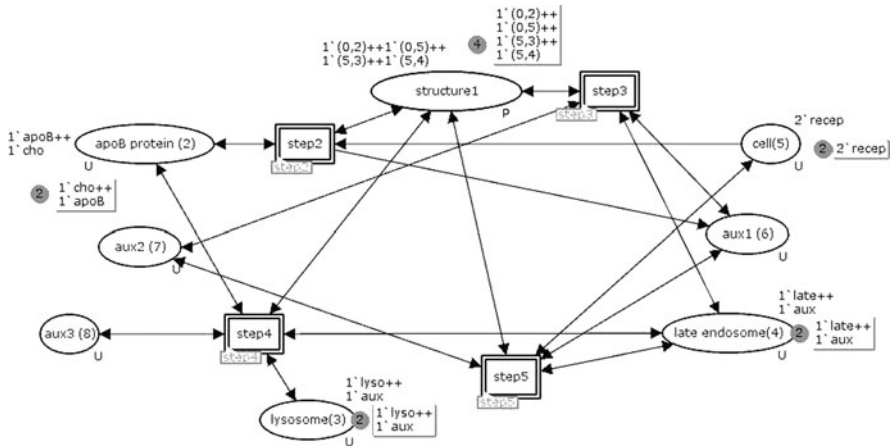 1`(0,2)++1`(0,5)++
1`(5,3)++1`(5,4)
4
1`(0,2)++
1`(0,5)++
1`(5,3)++
1`(5,4)
structure1
P
step3
step3
1`apoB++
1`cho
apoB protein (2)
U
2
1`cho++
1`apoB
step2
step2
cell(5)
U
2`recep
2
2`recep
aux2 (7)
U
aux1 (6)
U
aux3 (8)
U
step4
step4
1`late++
1`aux
late endosome(4)
U
2
1`late++
1`aux
step5
step5
1`lyso++
1`aux
lysosome(3)
U
2
1`lyso++
1`aux